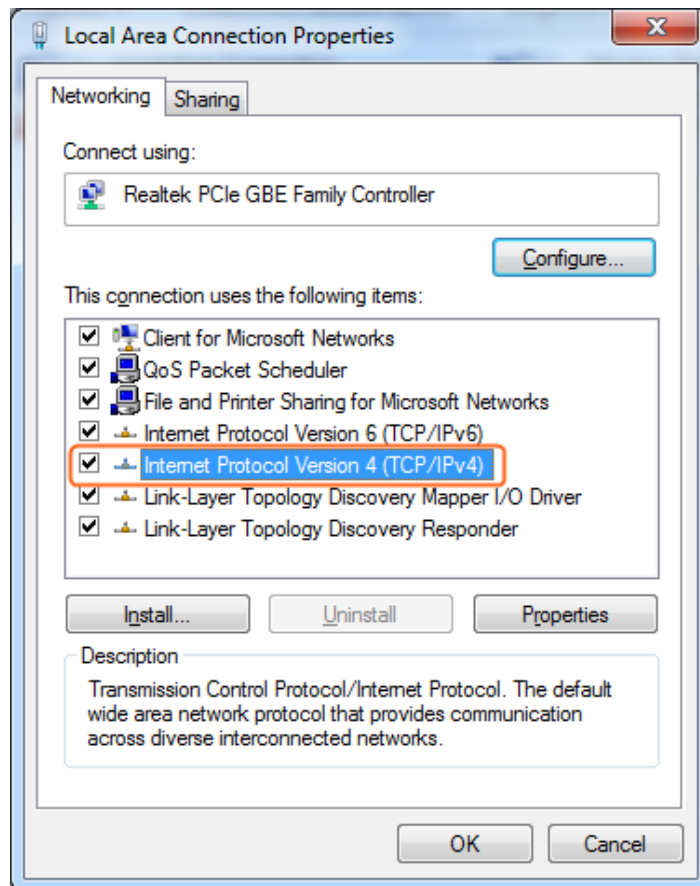 Local Area Connection Properties
Networking
Sharing
Connect using:
Realtek PCIe GBE Family Controller
Configure...
This connection uses the following items:
Client for Microsoft Networks
QoS Packet Scheduler
File and Printer Sharing for Microsoft Networks
Internet Protocol Version 6 (TCP/IPv6)
Internet Protocol Version 4 (TCP/IPv4)
Link-Layer Topology Discovery Mapper I/O Driver
Link-Layer Topology Discovery Responder
Install...
Uninstall
Properties
Description
Transmission Control Protocol/Internet Protocol. The default
wide area network protocol that provides communication
across diverse interconnected networks.
OK
Cancel